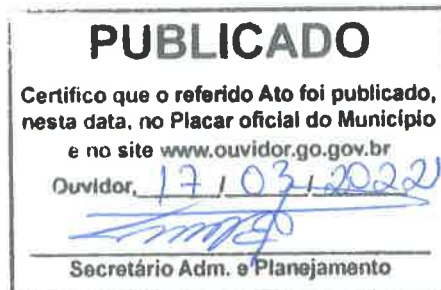 PUBLICADO
Certifico que o referido Ato foi publicado,
nesta data, no Placar oficial do Município
e no site www.ouvidor.go.gov.br
Ouvidor, 17 / 03 / 2022
Secretário Adm. e Planejamento